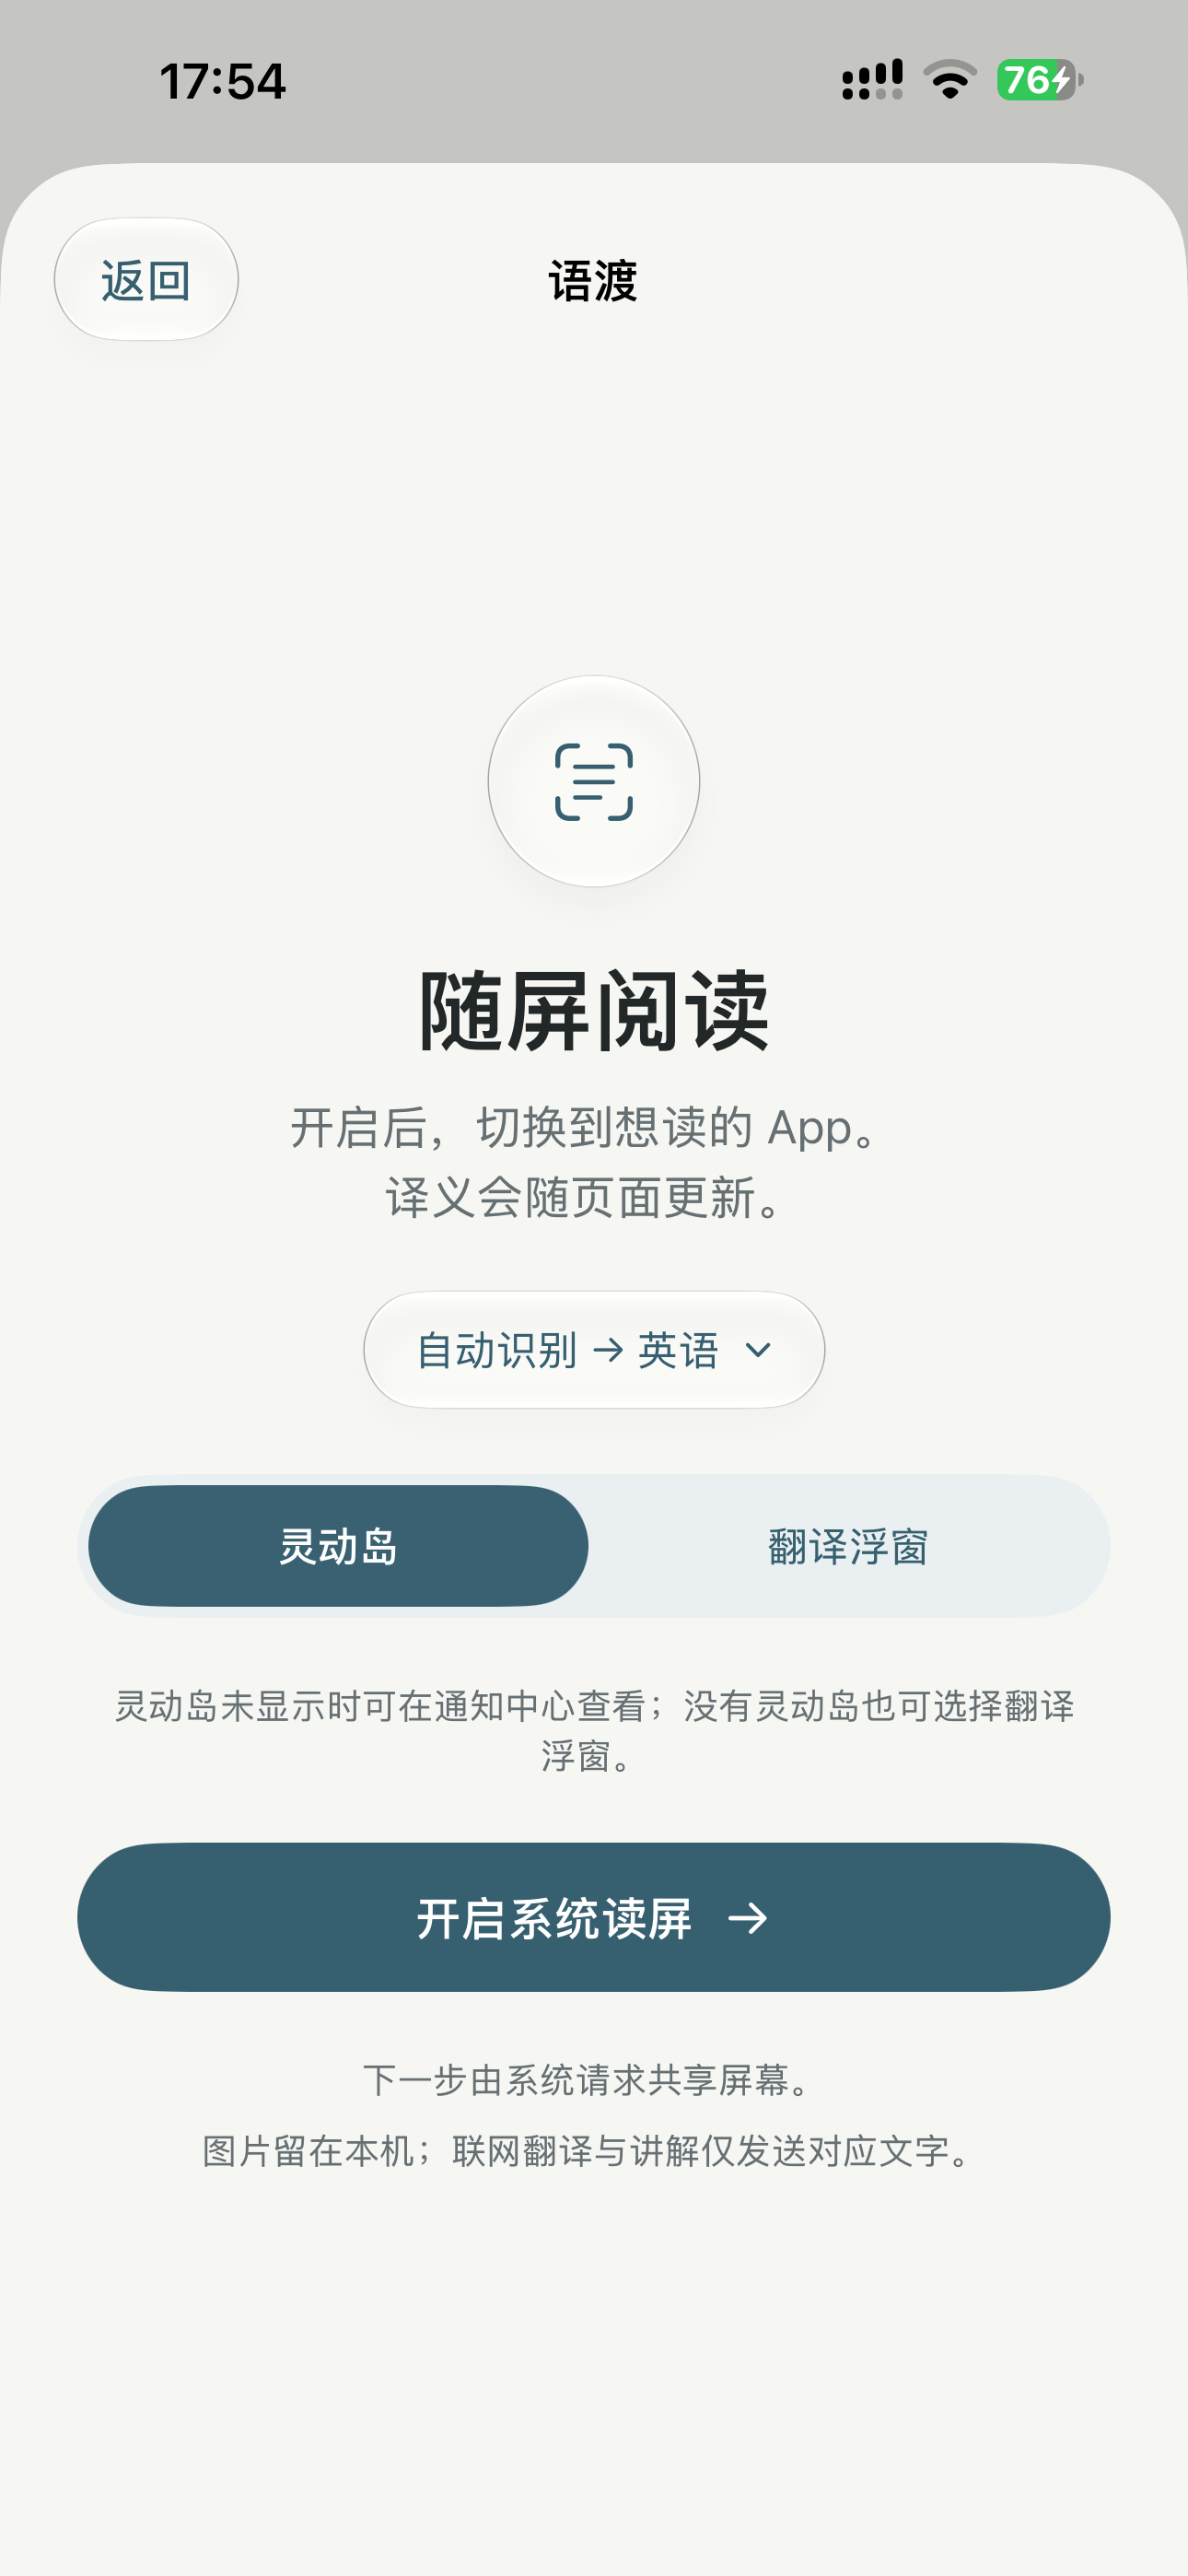 17:54
76
返回
语渡
随屏阅读
开启后，切换到想读的 App。
译义会随页面更新。
自动识别 → 英语
灵动岛
翻译浮窗
灵动岛未显示时可在通知中心查看；没有灵动岛也可选择翻译
浮窗。
开启系统读屏 →
下一步由系统请求共享屏幕。
图片留在本机；联网翻译与讲解仅发送对应文字。